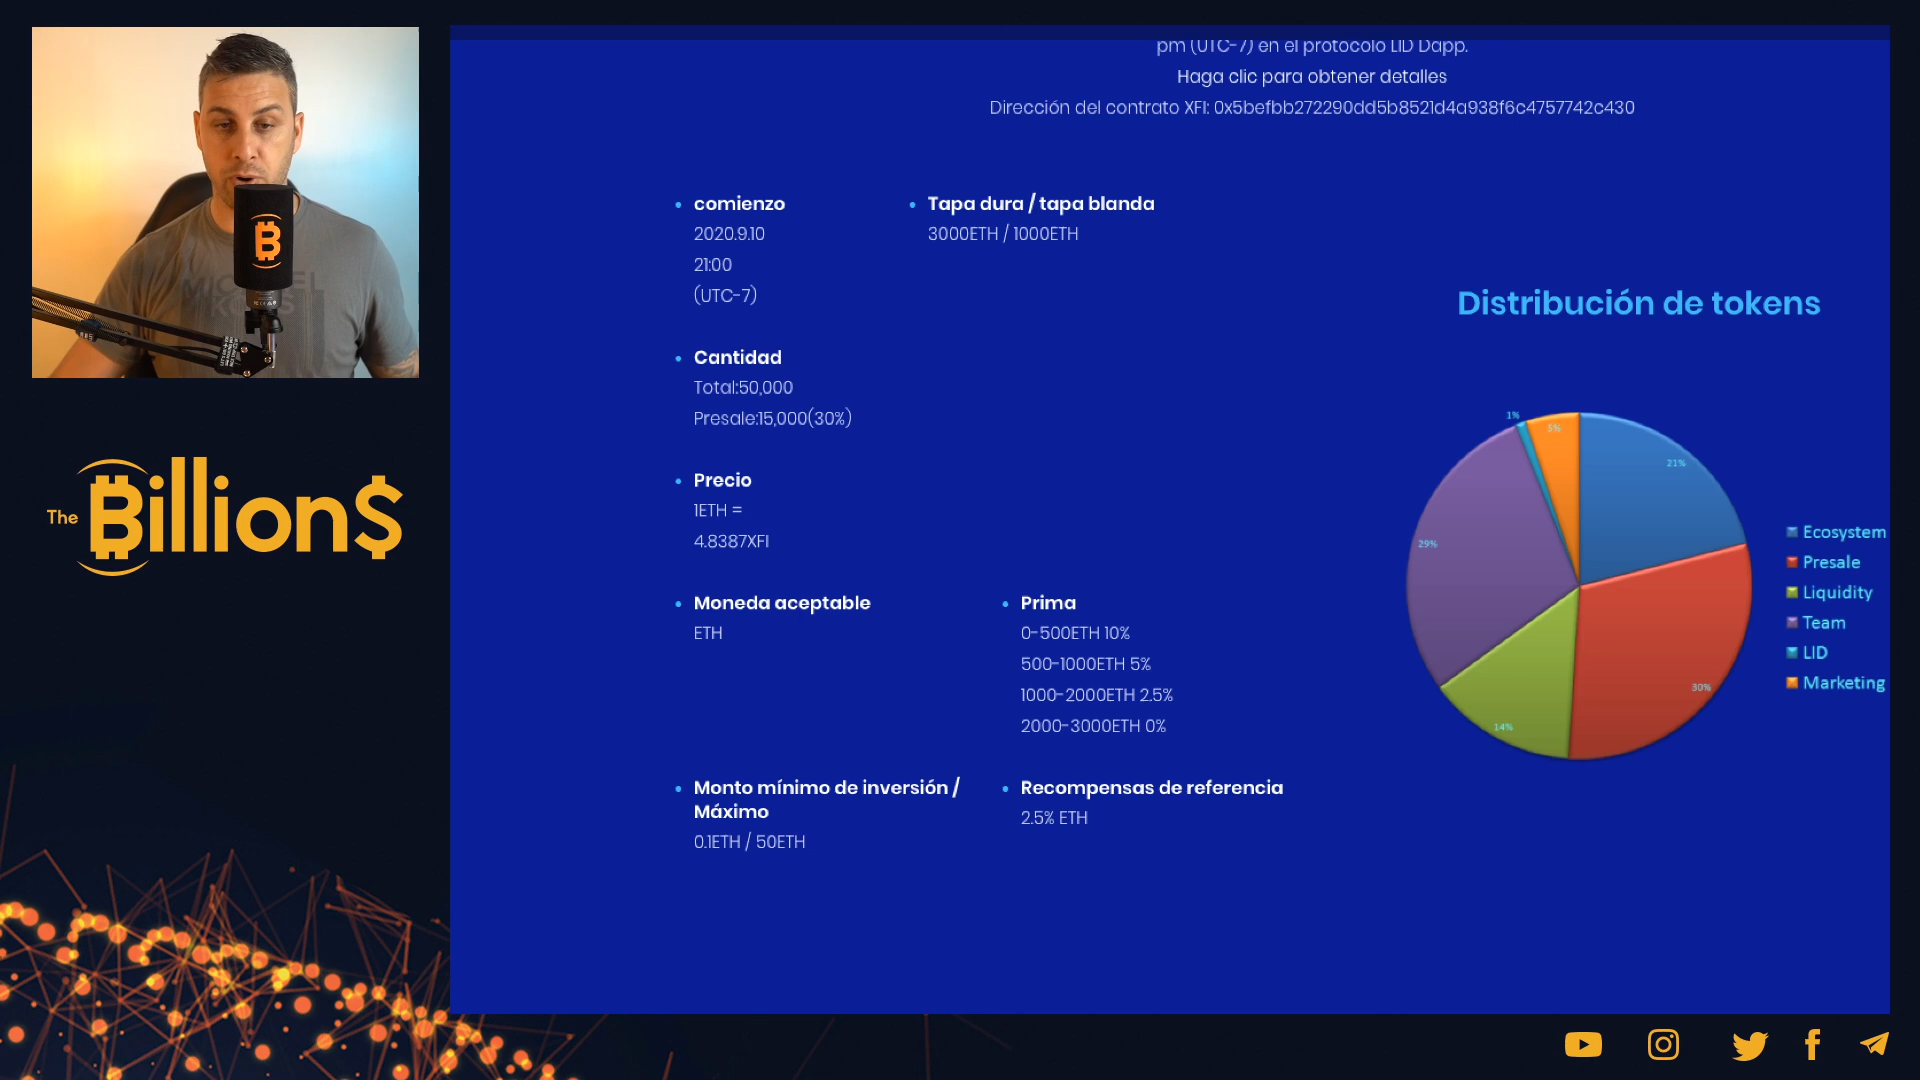 pm (UTC-7) en el protocolo LID Dapp.
Haga clic para obtener detalles
Dirección del contrato XFI: 0x5befbb272290dd5b8521d4a938f6c4757742c430
comienzo
2020.9.10
21:00
(UTC-7)
Tapa dura / tapa blanda
3000ETH / 1000ETH
Cantidad
Total:50,000
Presale:15,000(30%)
Precio
1ETH =
4.8387XFI
Moneda aceptable
ETH
Prima
0-500ETH 10%
500-1000ETH 5%
1000-2000ETH 2.5%
2000-3000ETH 0%
Monto mínimo de inversión /
Máximo
0.1ETH / 50ETH
Recompensas de referencia
2.5% ETH
Distribución de tokens
1%
5%
21%
29%
30%
14%
Ecosystem
Presale
Liquidity
Team
LID
Marketing
The Billion$
MICHAEL
KORS